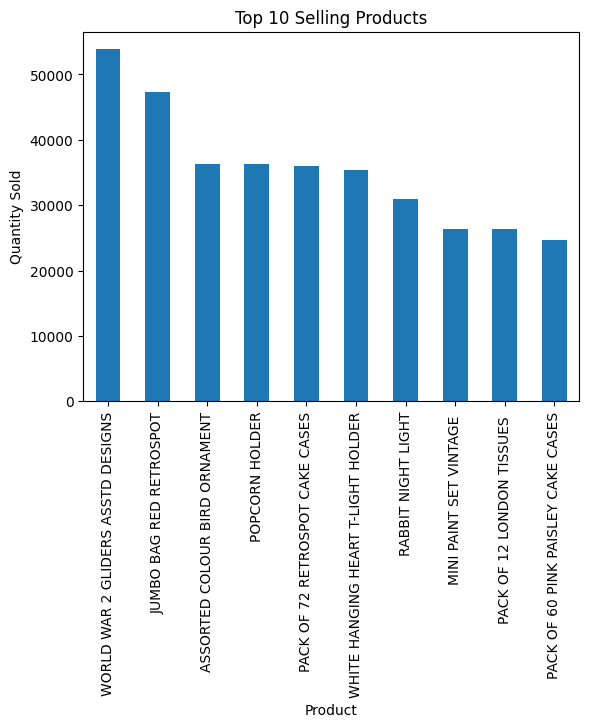 Top 10 Selling Products
Quantity Sold
50000
40000
30000
20000
10000
0
WORLD WAR 2 GLIDERS ASSTD DESIGNS
JUMBO BAG RED RETROSPOT
ASSORTED COLOUR BIRD ORNAMENT
POPCORN HOLDER
PACK OF 72 RETROSPOT CAKE CASES
WHITE HANGING HEART T-LIGHT HOLDER
RABBIT NIGHT LIGHT
MINI PAINT SET VINTAGE
PACK OF 12 LONDON TISSUES
PACK OF 60 PINK PAISLEY CAKE CASES
Product